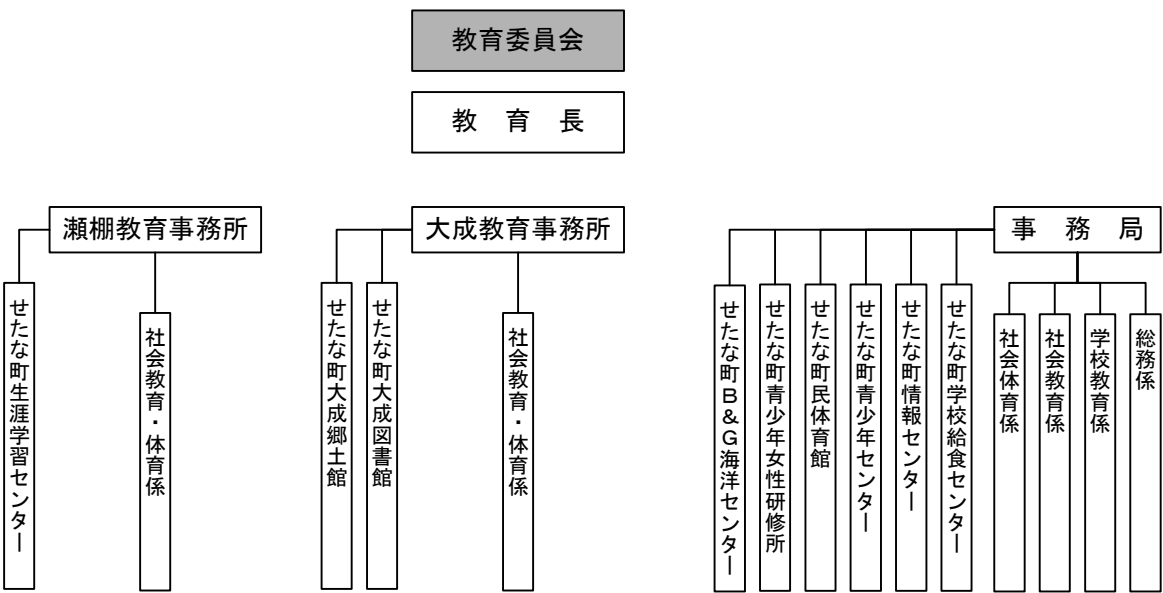 教育委員会
教　育　長
瀬棚教育事務所
大成教育事務所
事　務　局
せたな町生涯学習センター
社会教育・体育係
せたな町大成郷土館
せたな町大成図書館
社会教育・体育係
せたな町Ｂ＆Ｇ海洋センター
せたな町青少年女性研修所
せたな町民体育館
せたな町青少年センター
せたな町情報センター
せたな町学校給食センター
社会体育係
社会教育係
学校教育係
総務係